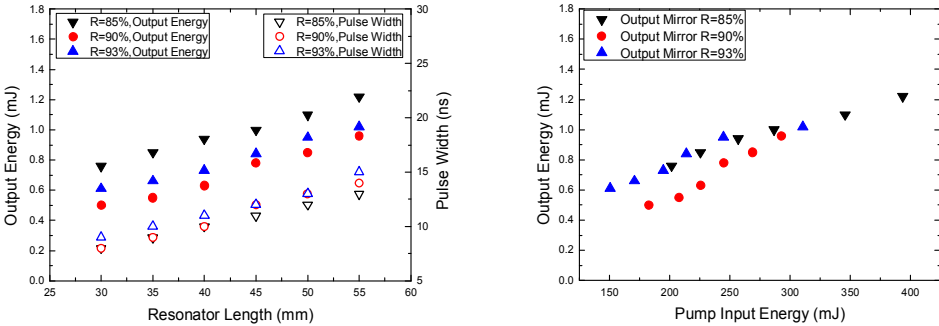 R=85%,Output Energy
R=90%,Output Energy
R=93%,Output Energy
R=85%,Pulse Width
R=90%,Pulse Width
R=93%,Pulse Width
1.8
1.6
1.4
1.2
1.0
0.8
0.6
0.4
0.2
0.0
Output Energy (mJ)
30
25
20
15
10
5
Pulse Width (ns)
25 30 35 40 45 50 55 60
Resonator Length (mm)
Output Mirror R=85%
Output Mirror R=90%
Output Mirror R=93%
1.8
1.6
1.4
1.2
1.0
0.8
0.6
0.4
0.2
0.0
Output Energy (mJ)
150 200 250 300 350 400
Pump Input Energy (mJ)